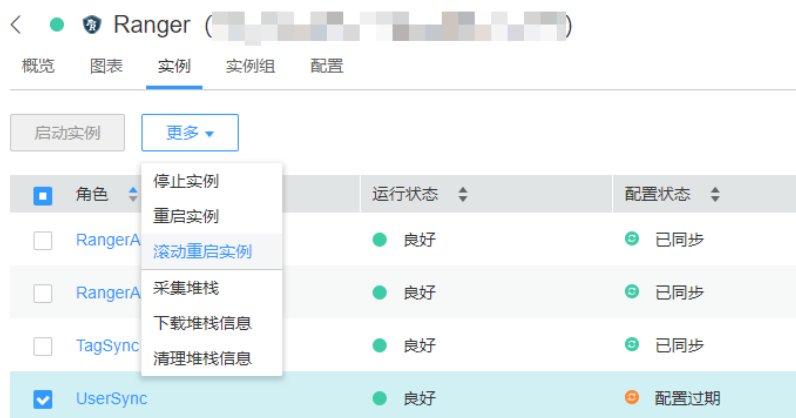 Ranger ( )
概览 图表 实例 实例组 配置
启动实例 更多
停止实例
重启实例
滚动重启实例
采集堆栈
下载堆栈信息
清理堆栈信息
角色 运行状态 配置状态
RangerA 良好 已同步
RangerA 良好 已同步
TagSync 良好 已同步
UserSync 良好 配置过期